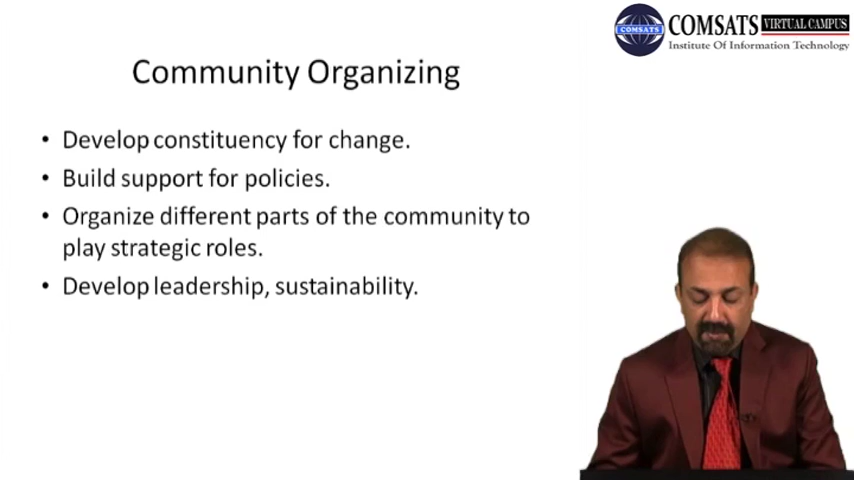 COMSATS VIRTUAL CAMPUS
COMSATS
Institute Of Information Technology
Community Organizing
• Develop constituency for change.
• Build support for policies.
• Organize different parts of the community to
play strategic roles.
• Develop leadership, sustainability.